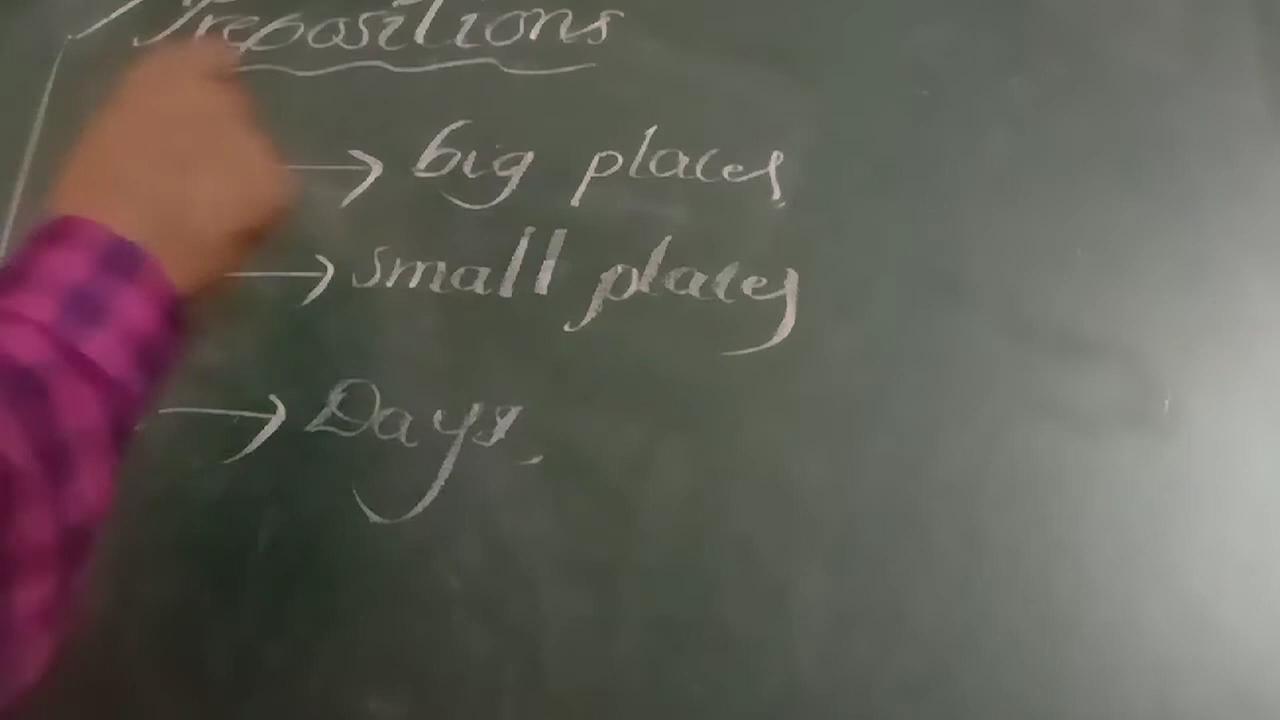 Prepositions
→ big places
→ small places
→ Days